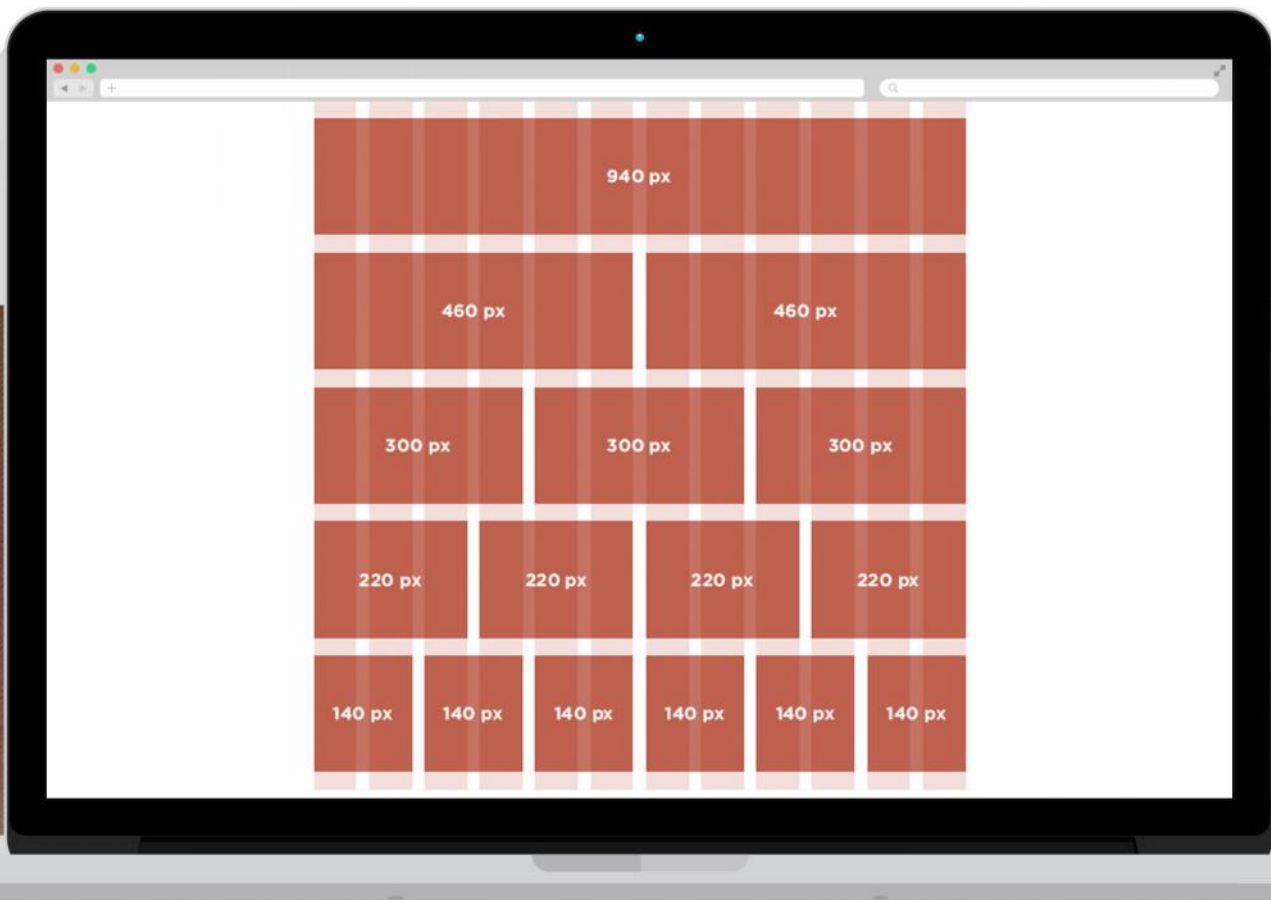 940 px
460 px 460 px
300 px 300 px 300 px
220 px 220 px 220 px 220 px
140 px 140 px 140 px 140 px 140 px 140 px